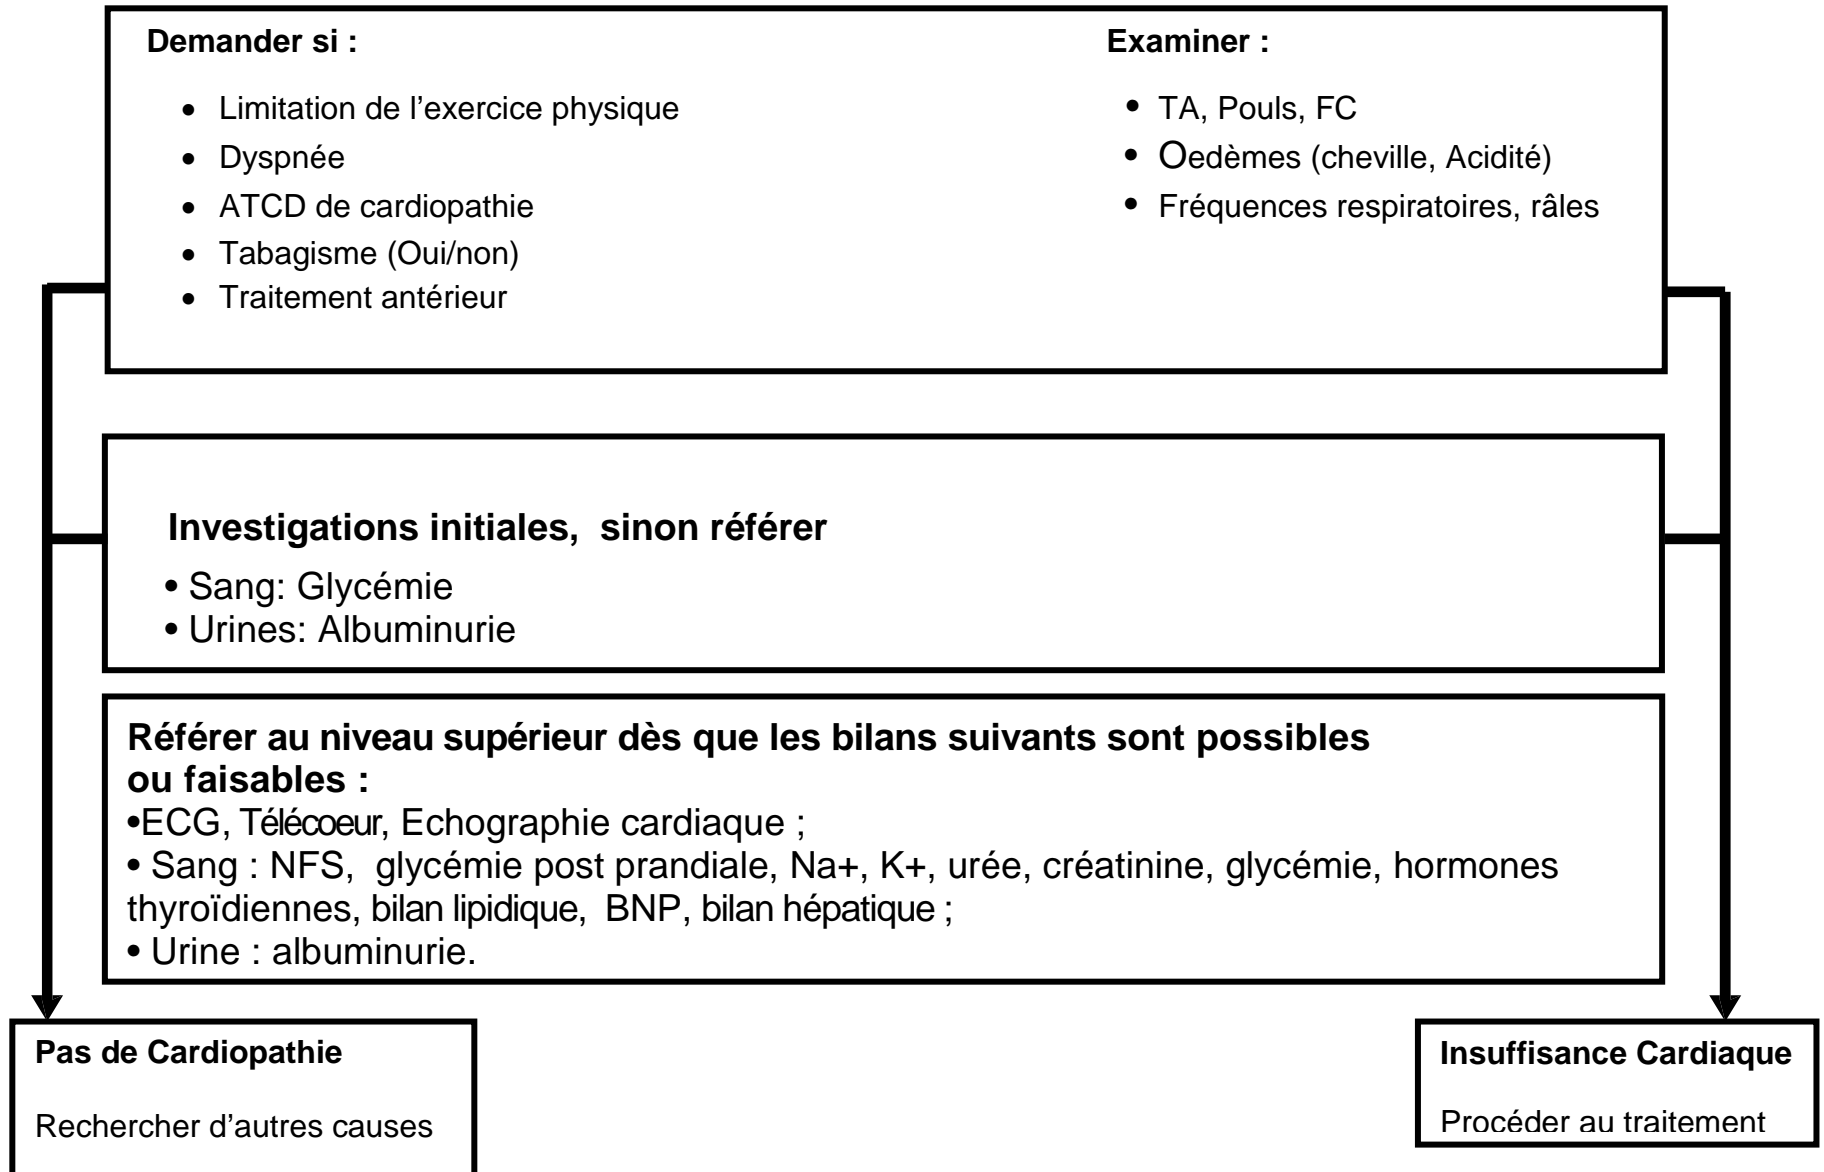 Demander si :
• Limitation de l'exercice physique
• Dyspnée
• ATCD de cardiopathie
• Tabagisme (Oui/non)
• Traitement antérieur
Examiner :
• TA, Pouls, FC
• Oedèmes (cheville, Acidité)
• Fréquences respiratoires, râles
Investigations initiales, sinon référer
• Sang: Glycémie
• Urines: Albuminurie
Référer au niveau supérieur dès que les bilans suivants sont possibles
ou faisables :
•ECG, Télécoeur, Echographie cardiaque ;
• Sang : NFS, glycémie post prandiale, Na+, K+, urée, créatinine, glycémie, hormones
thyroïdiennes, bilan lipidique, BNP, bilan hépatique ;
• Urine : albuminurie.
Pas de Cardiopathie
Rechercher d'autres causes
Insuffisance Cardiaque
Procéder au traitement